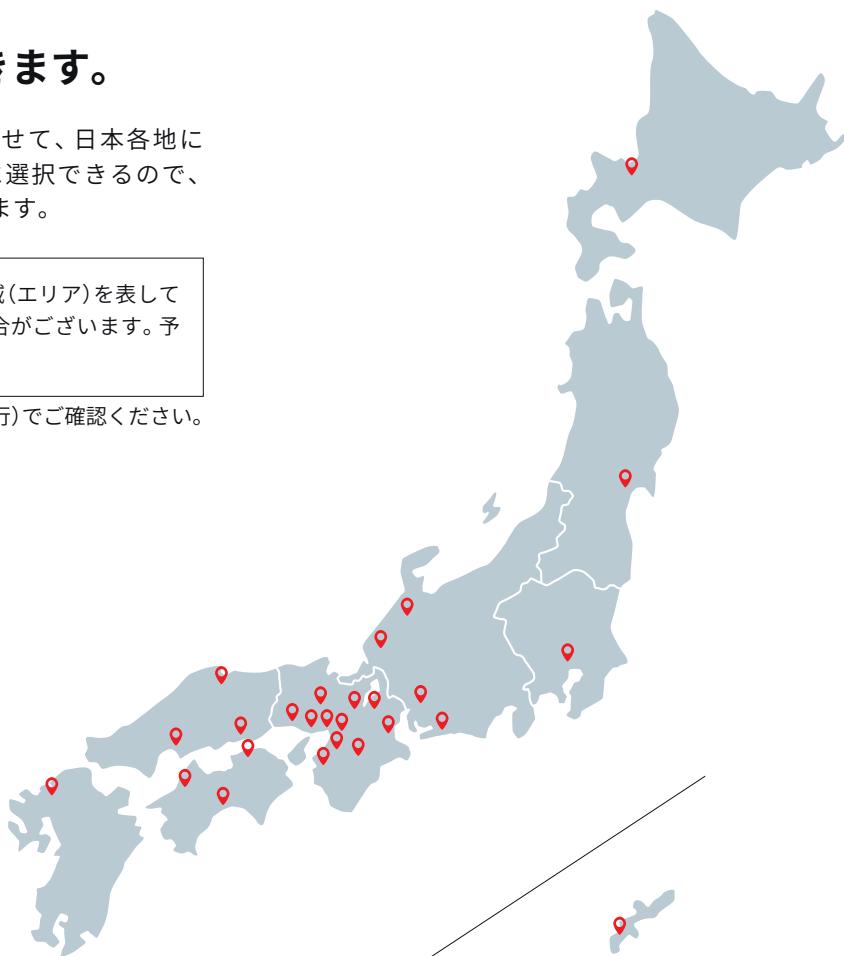 きます。
せて、日本各地に
選択できるので、
ます。
(エリア)を表して
合がございます。予
行)でご確認ください。